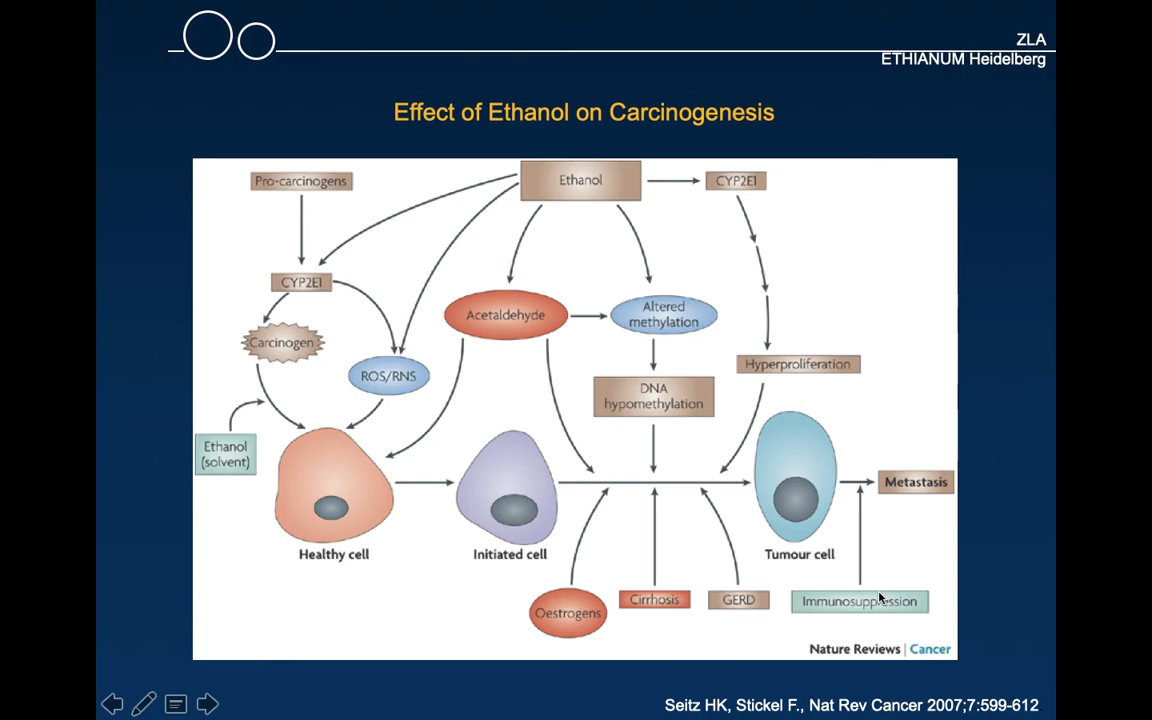 ZLA
ETHIANUM Heidelberg
Effect of Ethanol on Carcinogenesis
Pro-carcinogens
Ethanol
CYP2E1
CYP2E1
Carcinogen
Acetaldehyde
Altered
methylation
ROS/RNS
Hyperproliferation
DNA
hypomethylation
Ethanol
(solvent)
Metastasis
Healthy cell
Initiated cell
Tumour cell
Oestrogens
Cirrhosis
GERD
Immunosuppression
Nature Reviews | Cancer
Seitz HK, Stickel F., Nat Rev Cancer 2007;7:599-612